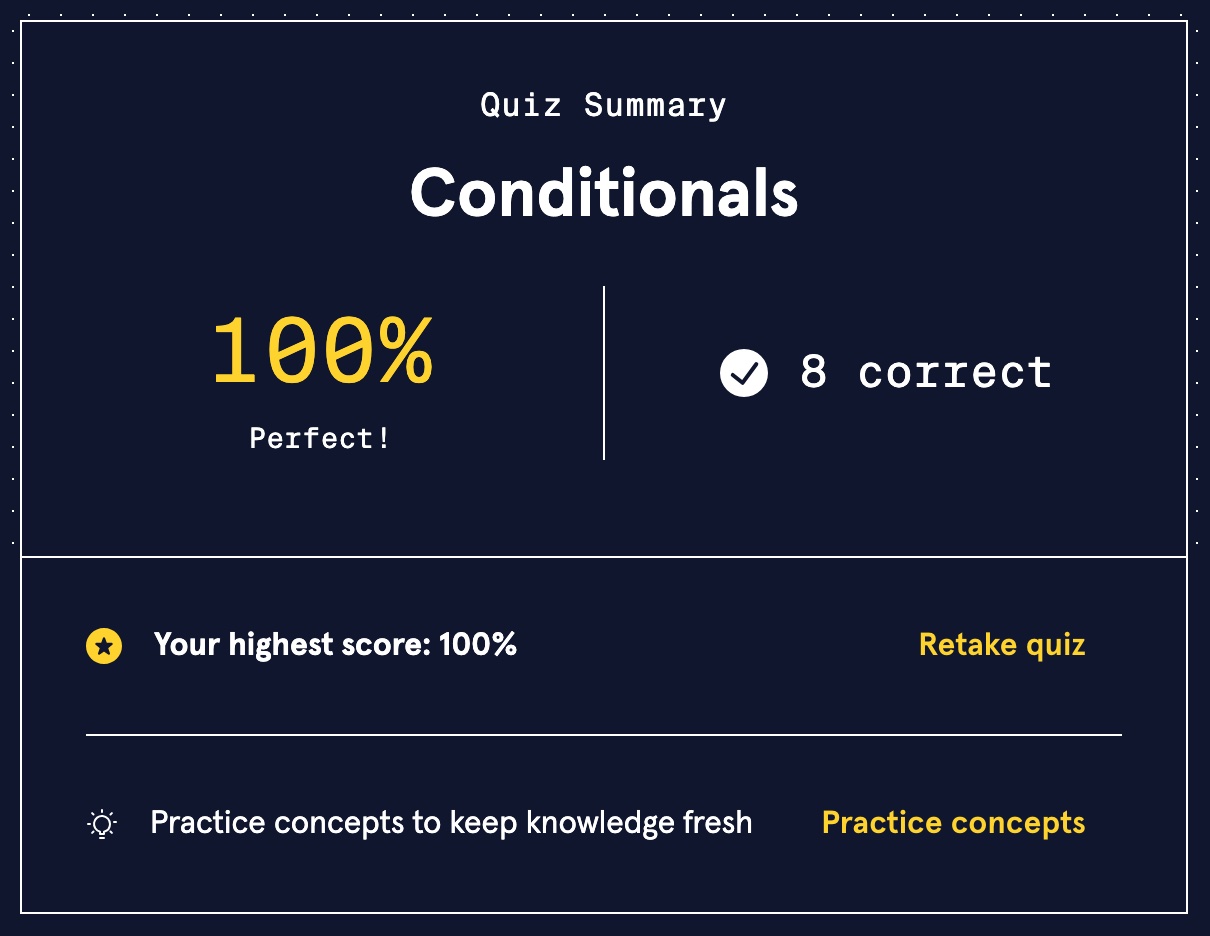 Quiz Summary
Conditionals
100%
Perfect!
8 correct
Your highest score: 100%
Retake quiz
Practice concepts to keep knowledge fresh
Practice concepts